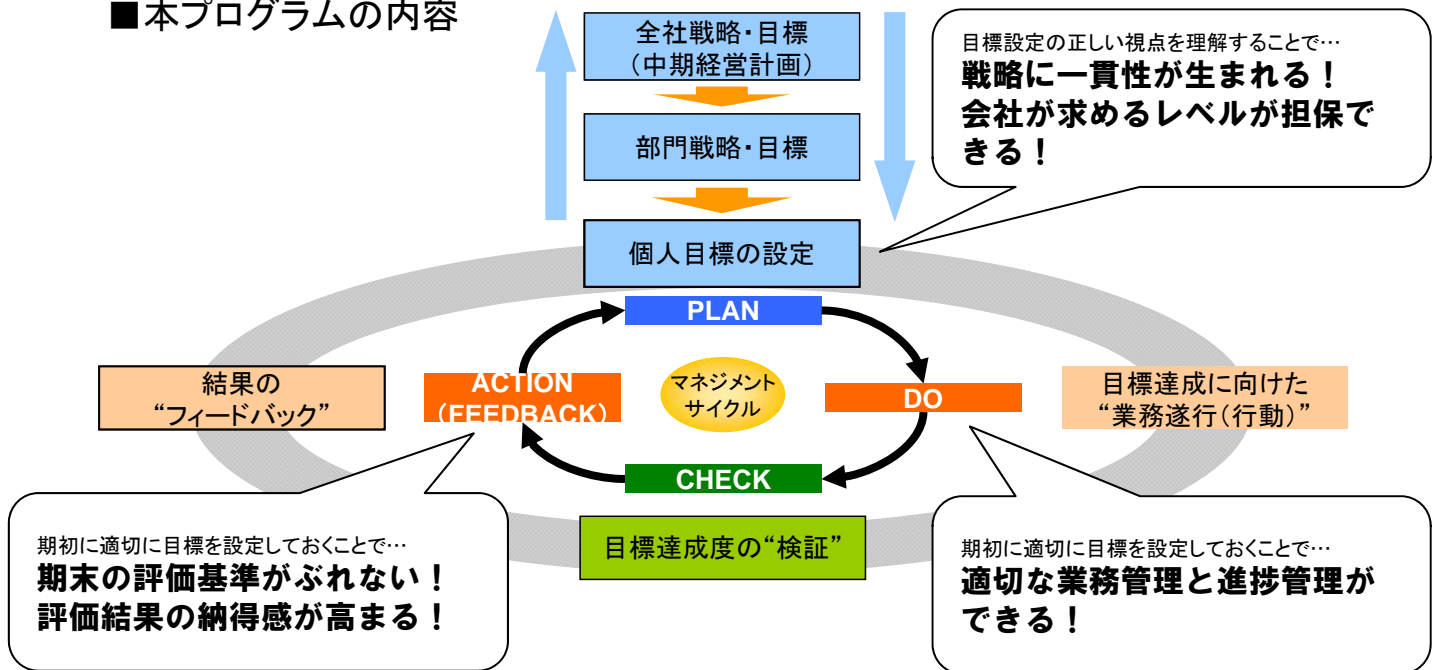 ■本プログラムの内容
全社戦略・目標
（中期経営計画）
部門戦略・目標
個人目標の設定
目標設定の正しい視点を理解することで…
戦略に一貫性が生まれる！
会社が求めるレベルが担保で
きる！
PLAN
結果の
“フィードバック”
ACTION
(FEEDBACK)
マネジメント
サイクル
DO
目標達成に向けた
“業務遂行(行動)”
CHECK
目標達成度の“検証”
期初に適切に目標を設定しておくことで…
期末の評価基準がぶれない！
評価結果の納得感が高まる！
期初に適切に目標を設定しておくことで…
適切な業務管理と進捗管理が
できる！